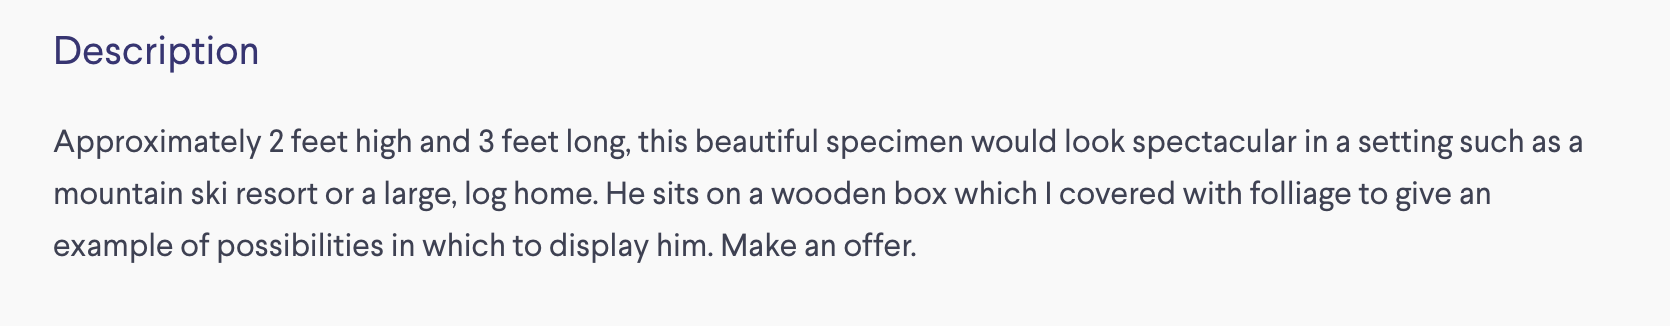 Description
Approximately 2 feet high and 3 feet long, this beautiful specimen would look spectacular in a setting such as a
mountain ski resort or a large, log home. He sits on a wooden box which I covered with folliage to give an
example of possibilities in which to display him. Make an offer.